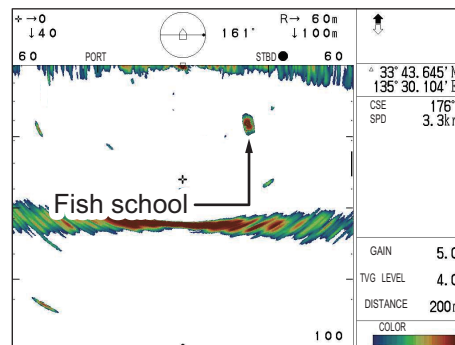 →0 161° R→ 60m
↓40 ↓100m
60 PORT STBD 60
33°43.645' N
135°30.104' E
CSE 176°
SPD 3.3k
Fish school
GAIN 5.0
TVG LEVEL 4.0
DISTANCE 200
COLOR
100